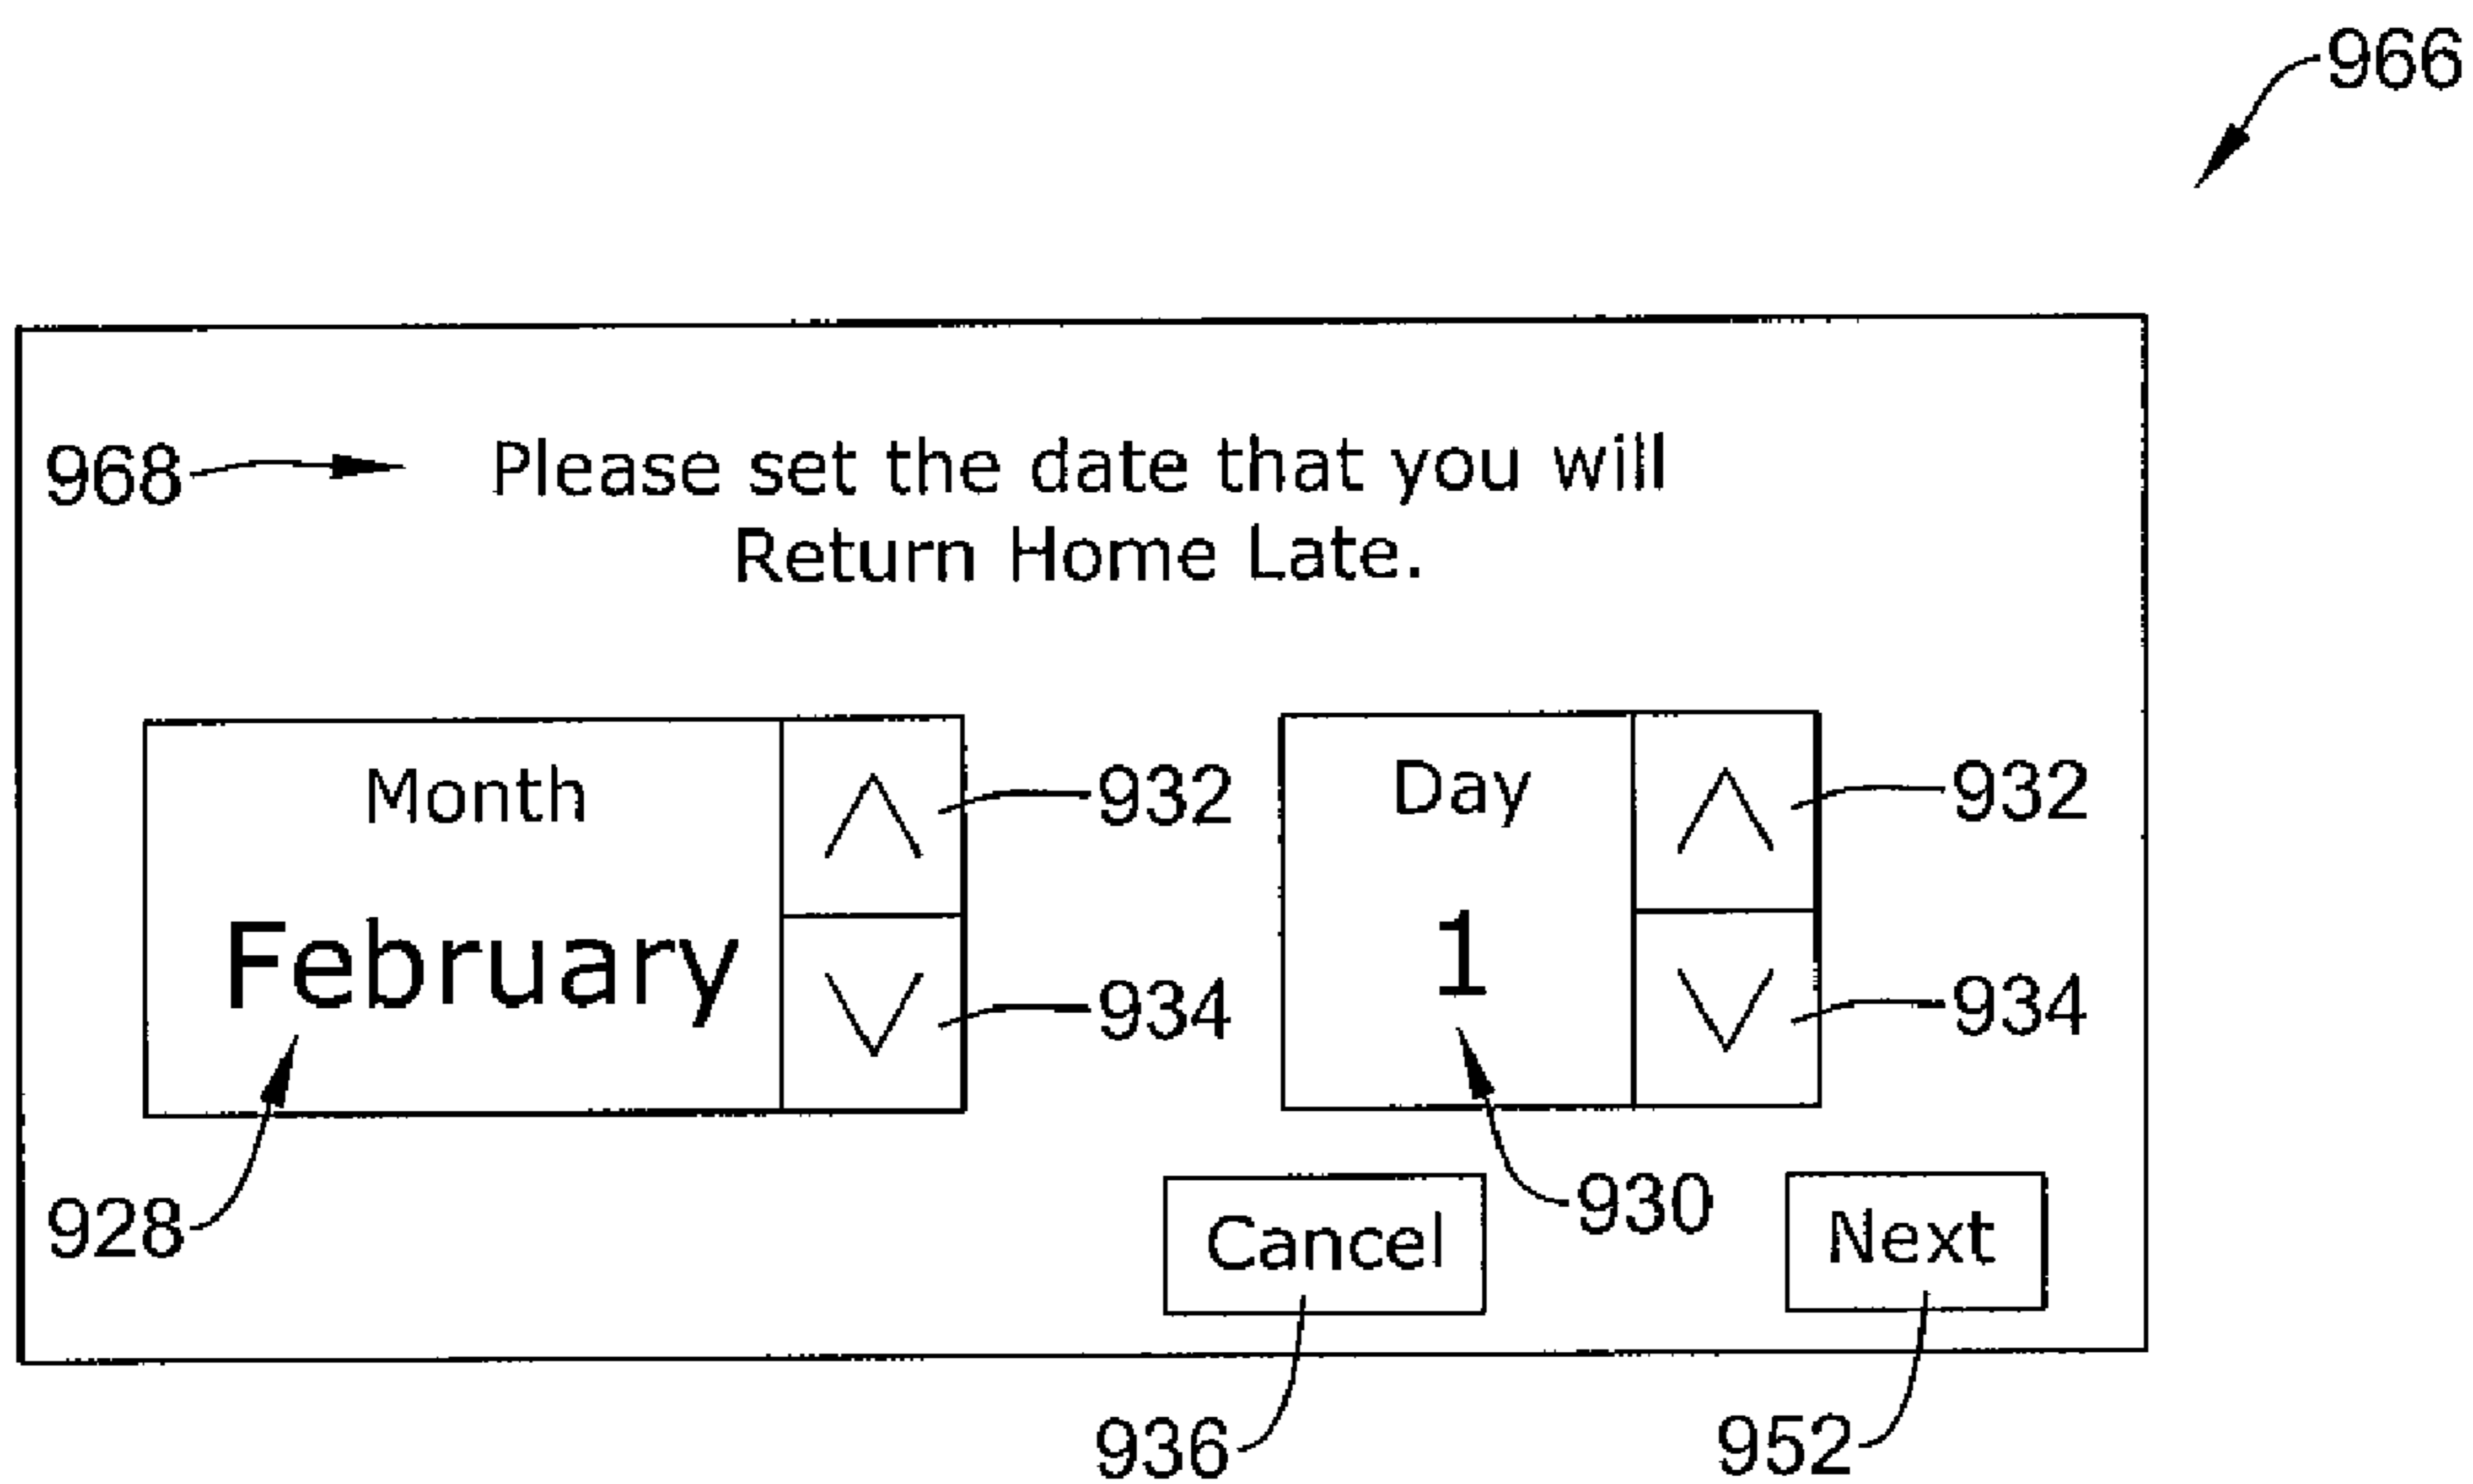 966
968 Please set the date that you will
Return Home Late.
Month 932 Day 932
February 934 1 934
928 Cancel 930 Next
936 952